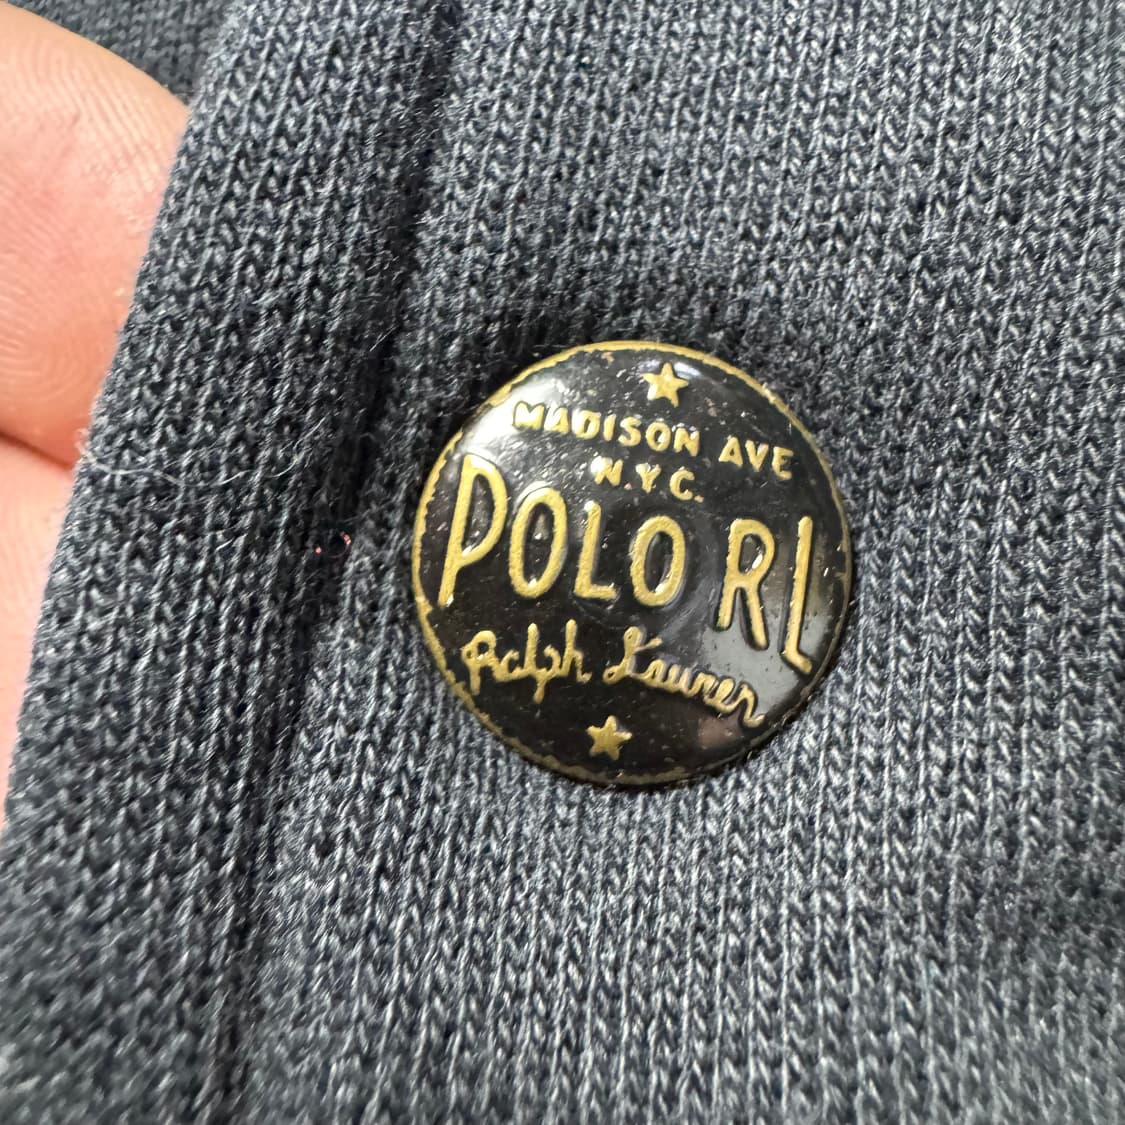 MADISON AVE
N.Y.C.
POLO RL
Ralph Lauren